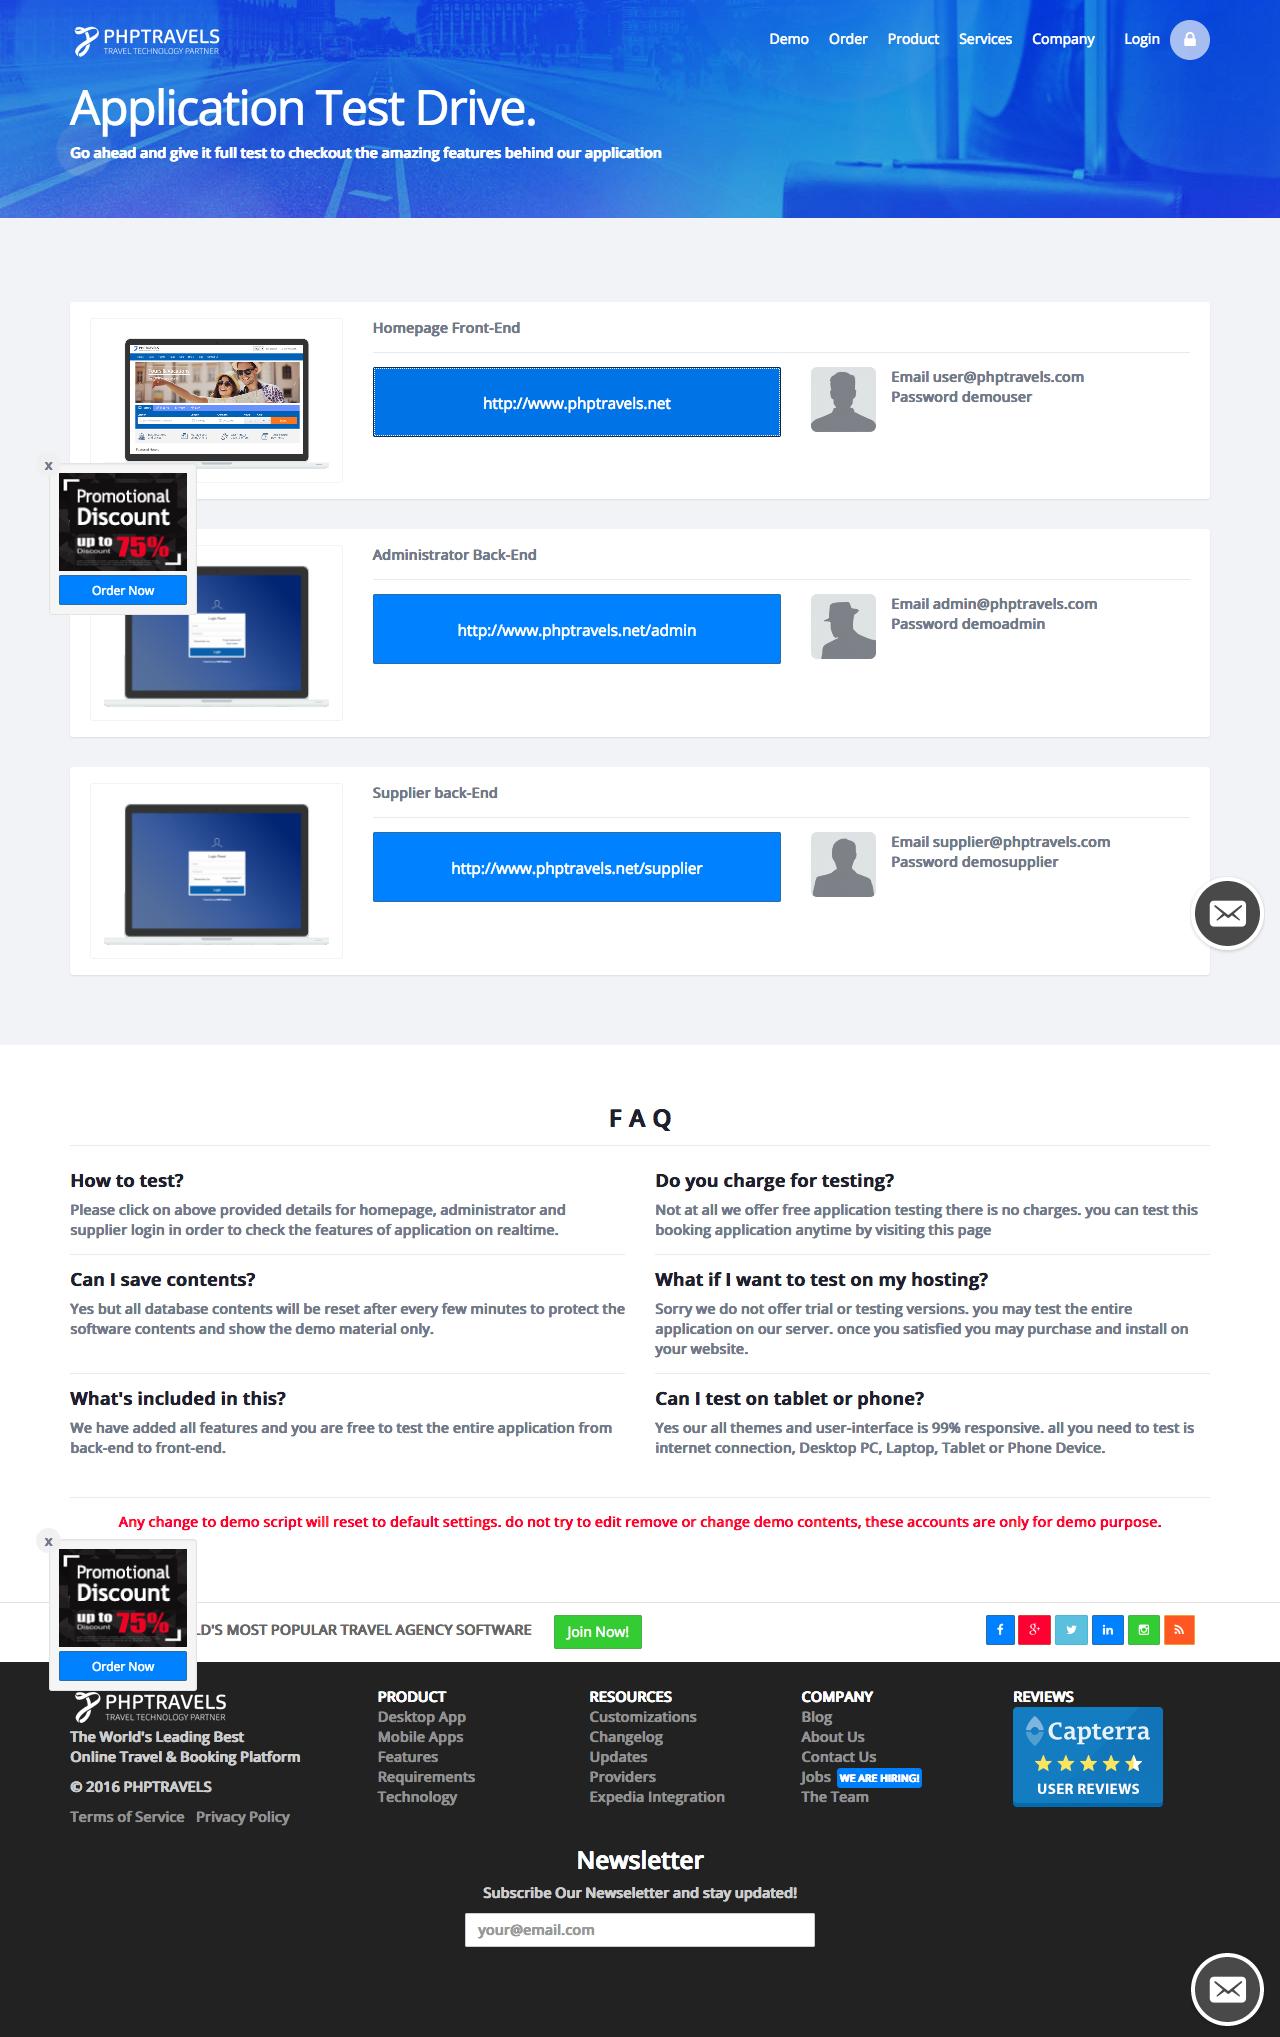 PHPTRAVELS
TRAVEL TECHNOLOGY PARTNER
Demo Order Product Services Company Login
Application Test Drive.
Go ahead and give it full test to checkout the amazing features behind our application
Homepage Front-End
http://www.phptravels.net
Email user@phptravels.com
Password demouser
x
Promotional
Discount
up to 75%
Discount
Order Now
Administrator Back-End
http://www.phptravels.net/admin
Email admin@phptravels.com
Password demoadmin
Supplier back-End
http://www.phptravels.net/supplier
Email supplier@phptravels.com
Password demosupplier
F A Q
How to test?
Please click on above provided details for homepage, administrator and
supplier login in order to check the features of application on realtime.
Do you charge for testing?
Not at all we offer free application testing there is no charges. you can test this
booking application anytime by visiting this page
Can I save contents?
Yes but all database contents will be reset after every few minutes to protect the
software contents and show the demo material only.
What if I want to test on my hosting?
Sorry we do not offer trial or testing versions. you may test the entire
application on our server. once you satisfied you may purchase and install on
your website.
What's included in this?
We have added all features and you are free to test the entire application from
back-end to front-end.
Can I test on tablet or phone?
Yes our all themes and user-interface is 99% responsive. all you need to test is
internet connection, Desktop PC, Laptop, Tablet or Phone Device.
Any change to demo script will reset to default settings. do not try to edit remove or change demo contents, these accounts are only for demo purpose.
x
Promotional
Discount
up to 75%
Discount
Order Now
LD'S MOST POPULAR TRAVEL AGENCY SOFTWARE
Join Now!
PHPTRAVELS
TRAVEL TECHNOLOGY PARTNER
The World's Leading Best
Online Travel & Booking Platform
© 2016 PHPTRAVELS
Terms of Service Privacy Policy
PRODUCT
Desktop App
Mobile Apps
Features
Requirements
Technology
RESOURCES
Customizations
Changelog
Updates
Providers
Expedia Integration
COMPANY
Blog
About Us
Contact Us
Jobs WE ARE HIRING!
The Team
REVIEWS
Capterra
USER REVIEWS
Newsletter
Subscribe Our Newseletter and stay updated!
your@email.com